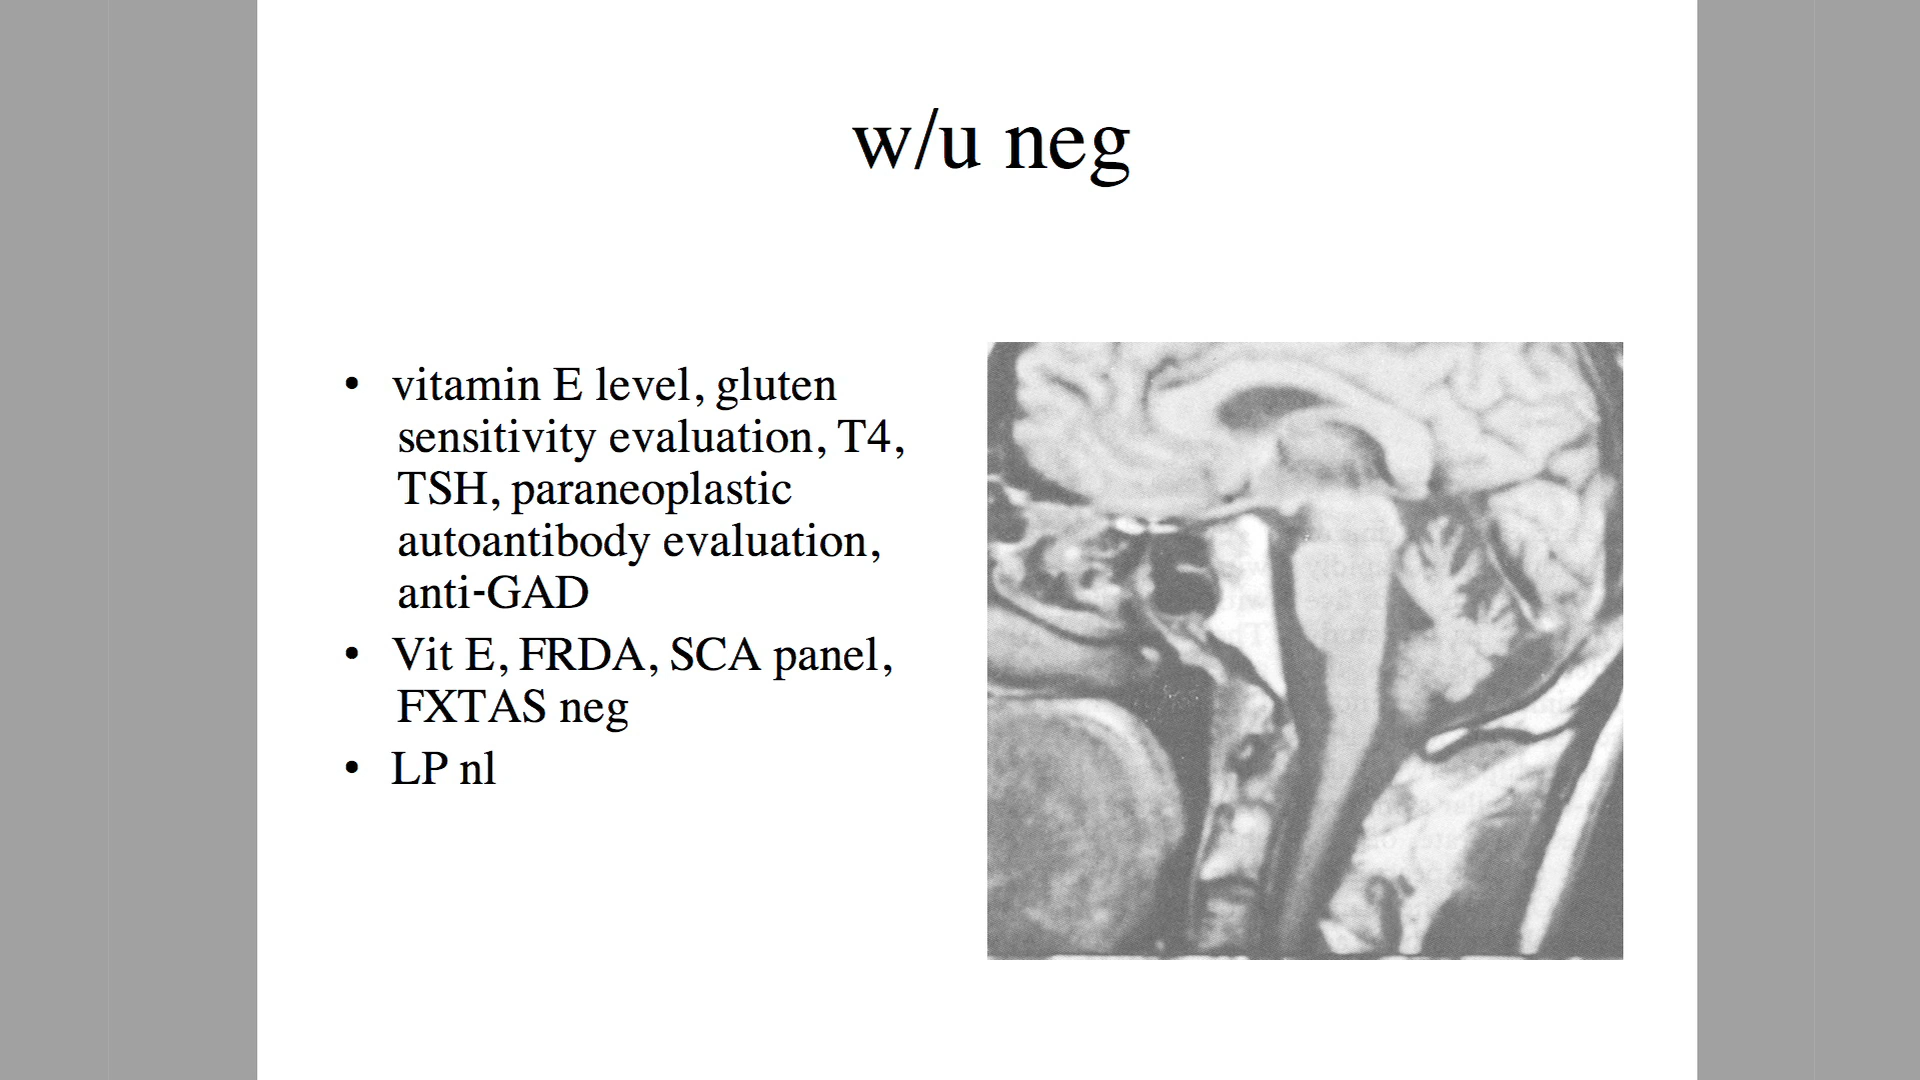 w/u neg
• vitamin E level, gluten
sensitivity evaluation, T4,
TSH, paraneoplastic
autoantibody evaluation,
anti-GAD
• Vit E, FRDA, SCA panel,
FXTAS neg
• LP nl